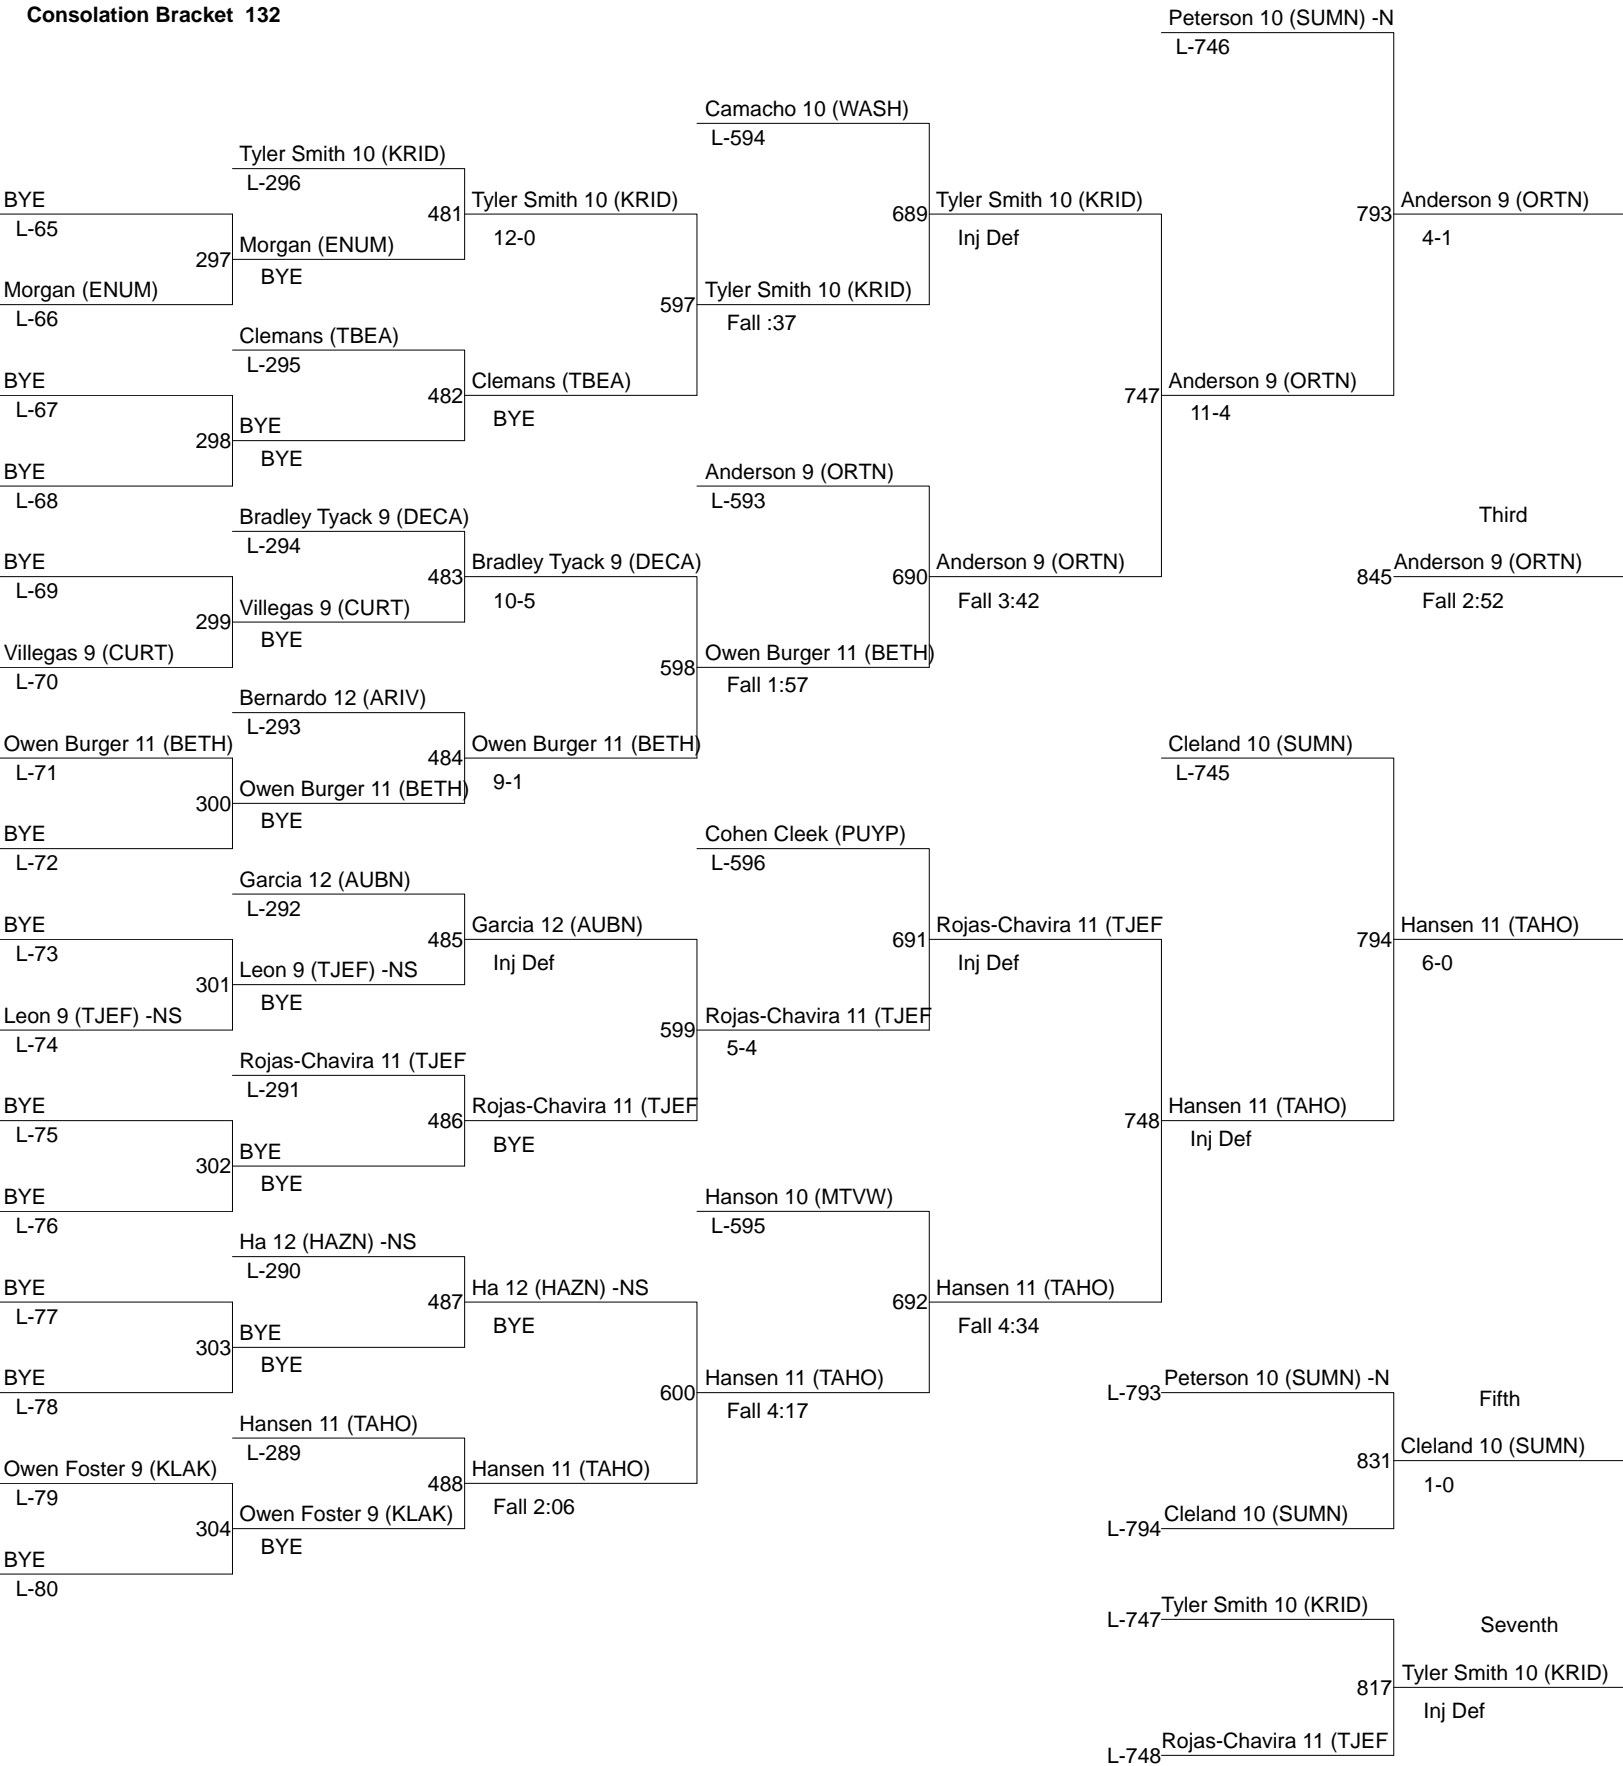 Consolation Bracket 132
Peterson 10 (SUMN) -N
L-746
Camacho 10 (WASH)
L-594
Tyler Smith 10 (KRID)
L-296
BYE
L-65
481
Tyler Smith 10 (KRID)
12-0
689
Tyler Smith 10 (KRID)
Inj Def
793
Anderson 9 (ORTN)
4-1
297
Morgan (ENUM)
BYE
Morgan (ENUM)
L-66
597
Tyler Smith 10 (KRID)
Fall :37
Clemans (TBEA)
L-295
BYE
L-67
482
Clemans (TBEA)
BYE
747
Anderson 9 (ORTN)
11-4
298
BYE
BYE
BYE
L-68
Anderson 9 (ORTN)
L-593
Bradley Tyack 9 (DECA)
L-294
Third
BYE
L-69
483
Bradley Tyack 9 (DECA)
10-5
690
Anderson 9 (ORTN)
Fall 3:42
845
Anderson 9 (ORTN)
Fall 2:52
299
Villegas 9 (CURT)
BYE
Villegas 9 (CURT)
L-70
598
Owen Burger 11 (BETH)
Fall 1:57
Bernardo 12 (ARIV)
L-293
Owen Burger 11 (BETH)
L-71
484
Owen Burger 11 (BETH)
9-1
Cleland 10 (SUMN)
L-745
300
Owen Burger 11 (BETH)
BYE
BYE
L-72
Cohen Cleek (PUYP)
L-596
Garcia 12 (AUBN)
L-292
BYE
L-73
485
Garcia 12 (AUBN)
Inj Def
691
Rojas-Chavira 11 (TJEF
Inj Def
794
Hansen 11 (TAHO)
6-0
301
Leon 9 (TJEF) -NS
BYE
Leon 9 (TJEF) -NS
L-74
599
Rojas-Chavira 11 (TJEF
5-4
Rojas-Chavira 11 (TJEF
L-291
BYE
L-75
486
Rojas-Chavira 11 (TJEF
BYE
748
Hansen 11 (TAHO)
Inj Def
302
BYE
BYE
BYE
L-76
Hanson 10 (MTVW)
L-595
Ha 12 (HAZN) -NS
L-290
BYE
L-77
487
Ha 12 (HAZN) -NS
BYE
692
Hansen 11 (TAHO)
Fall 4:34
303
BYE
BYE
BYE
L-78
600
Hansen 11 (TAHO)
Fall 4:17
L-793
Peterson 10 (SUMN) -N
Fifth
Hansen 11 (TAHO)
L-289
831
Cleland 10 (SUMN)
1-0
Owen Foster 9 (KLAK)
L-79
488
Hansen 11 (TAHO)
Fall 2:06
304
Owen Foster 9 (KLAK)
BYE
L-794
Cleland 10 (SUMN)
BYE
L-80
L-747
Tyler Smith 10 (KRID)
Seventh
817
Tyler Smith 10 (KRID)
Inj Def
L-748
Rojas-Chavira 11 (TJEF